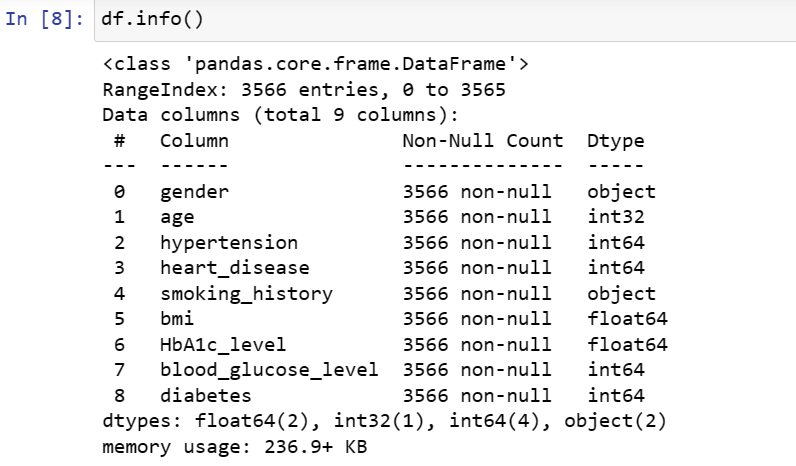 In [8]: df.info()
<class 'pandas.core.frame.DataFrame'>
RangeIndex: 3566 entries, 0 to 3565
Data columns (total 9 columns):
 #   Column               Non-Null Count  Dtype
---  ------               --------------  -----
 0   gender               3566 non-null   object
 1   age                  3566 non-null   int32
 2   hypertension         3566 non-null   int64
 3   heart_disease        3566 non-null   int64
 4   smoking_history      3566 non-null   object
 5   bmi                  3566 non-null   float64
 6   HbA1c_level          3566 non-null   float64
 7   blood_glucose_level  3566 non-null   int64
 8   diabetes             3566 non-null   int64
dtypes: float64(2), int32(1), int64(4), object(2)
memory usage: 236.9+ KB